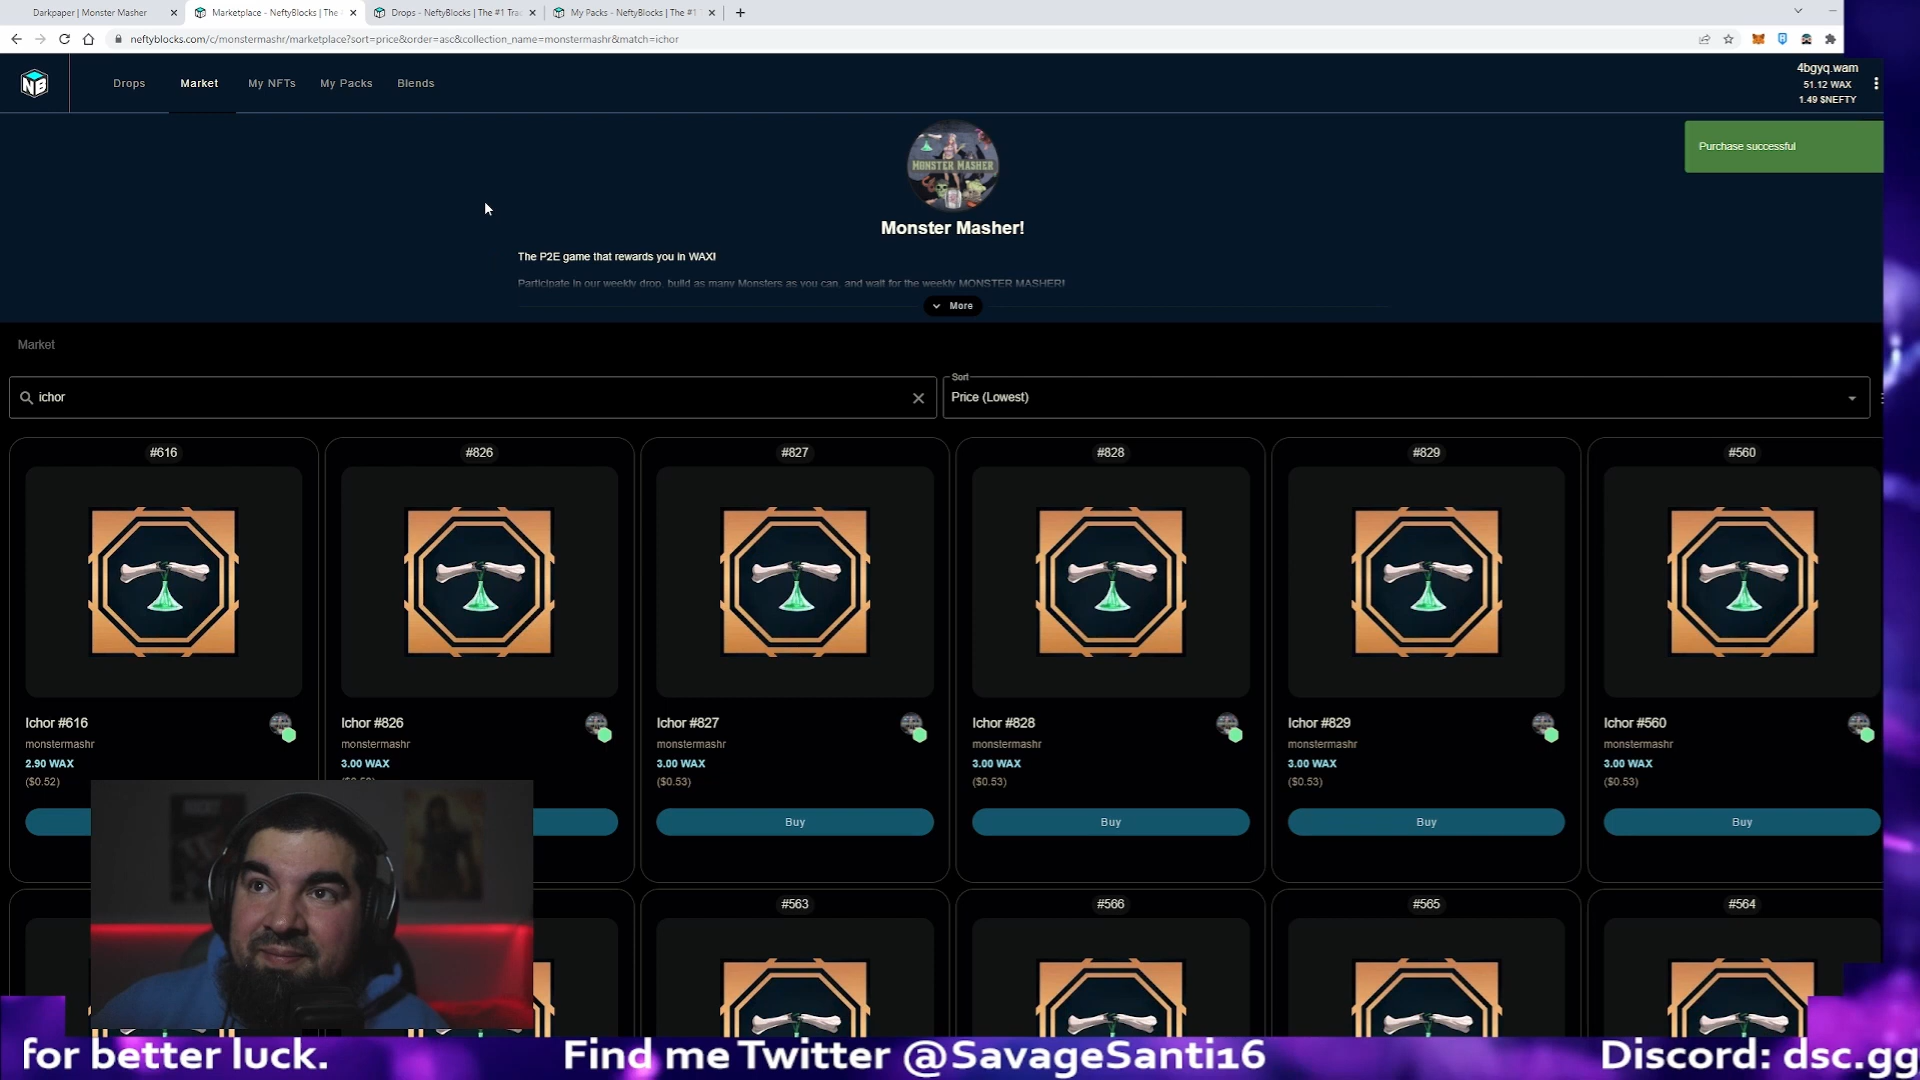 Darkpaper | Monster Masher
Marketplace - NeftyBlocks | The
Drops - NeftyBlocks | The #1 Tra
My Packs - NeftyBlocks | The #1
neftyblocks.com/c/monstermashr/marketplace?sort=price&order=asc&collection_name=monstermashr&match=ichor
NB
Drops
Market
My NFTs
My Packs
Blends
4bgyq.wam
51.12 WAX
1.49 $NEFTY
Purchase successful
MONSTER MASHER
Monster Masher!
The P2E game that rewards you in WAX!
Participate in our weekly drop, build as many Monsters as you can, and wait for the weekly MONSTER MASHER!
More
Market
ichor
Sort
Price (Lowest)
#616
#826
#827
#828
#829
#560
Ichor #616
Ichor #826
Ichor #827
Ichor #828
Ichor #829
Ichor #560
monstermashr
monstermashr
monstermashr
monstermashr
monstermashr
monstermashr
2.90 WAX
3.00 WAX
3.00 WAX
3.00 WAX
3.00 WAX
3.00 WAX
($0.52)
($0.53)
($0.53)
($0.53)
($0.53)
Buy
Buy
Buy
Buy
#563
#566
#565
#564
for better luck.
Find me Twitter @SavageSanti16
Discord: dsc.gg